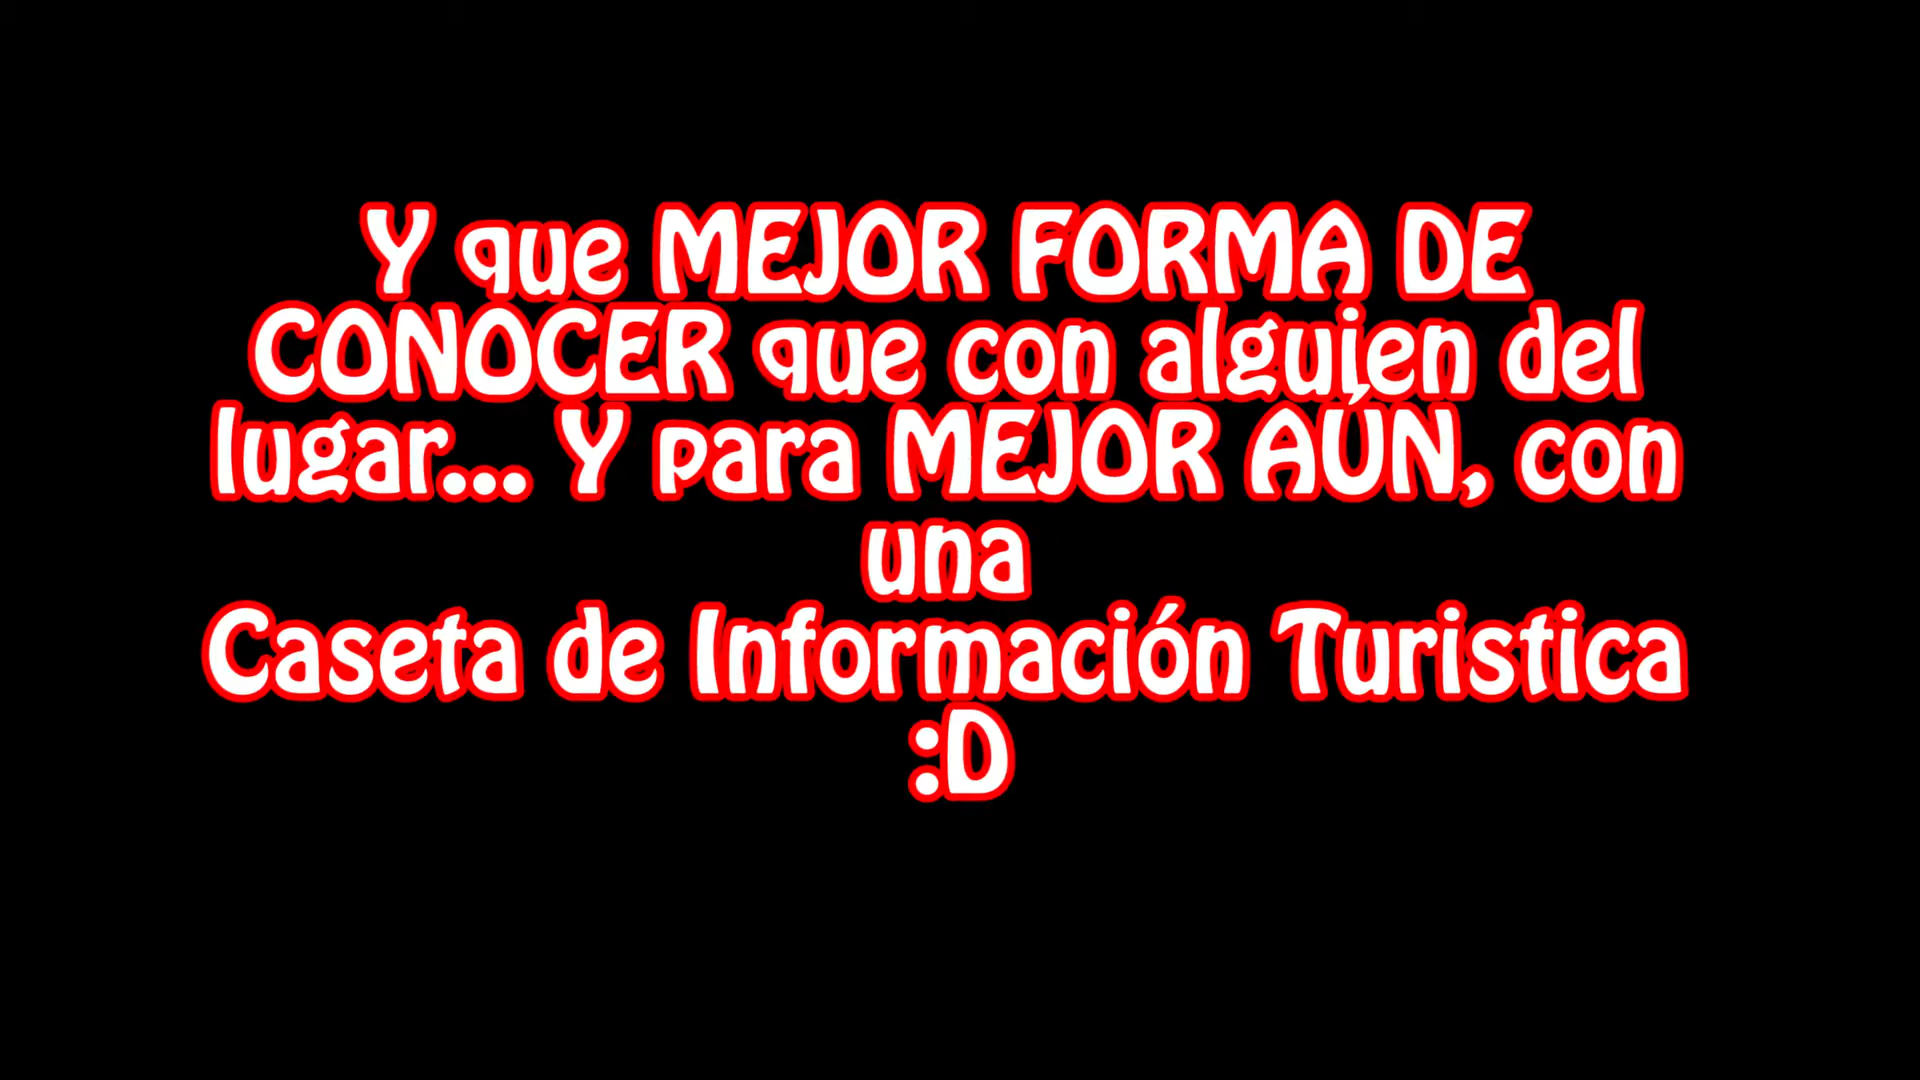 Y que MEJOR FORMA DE
CONOCER que con alguien del
lugar... Y para MEJOR AÚN, con
una
Caseta de Información Turistica
:D